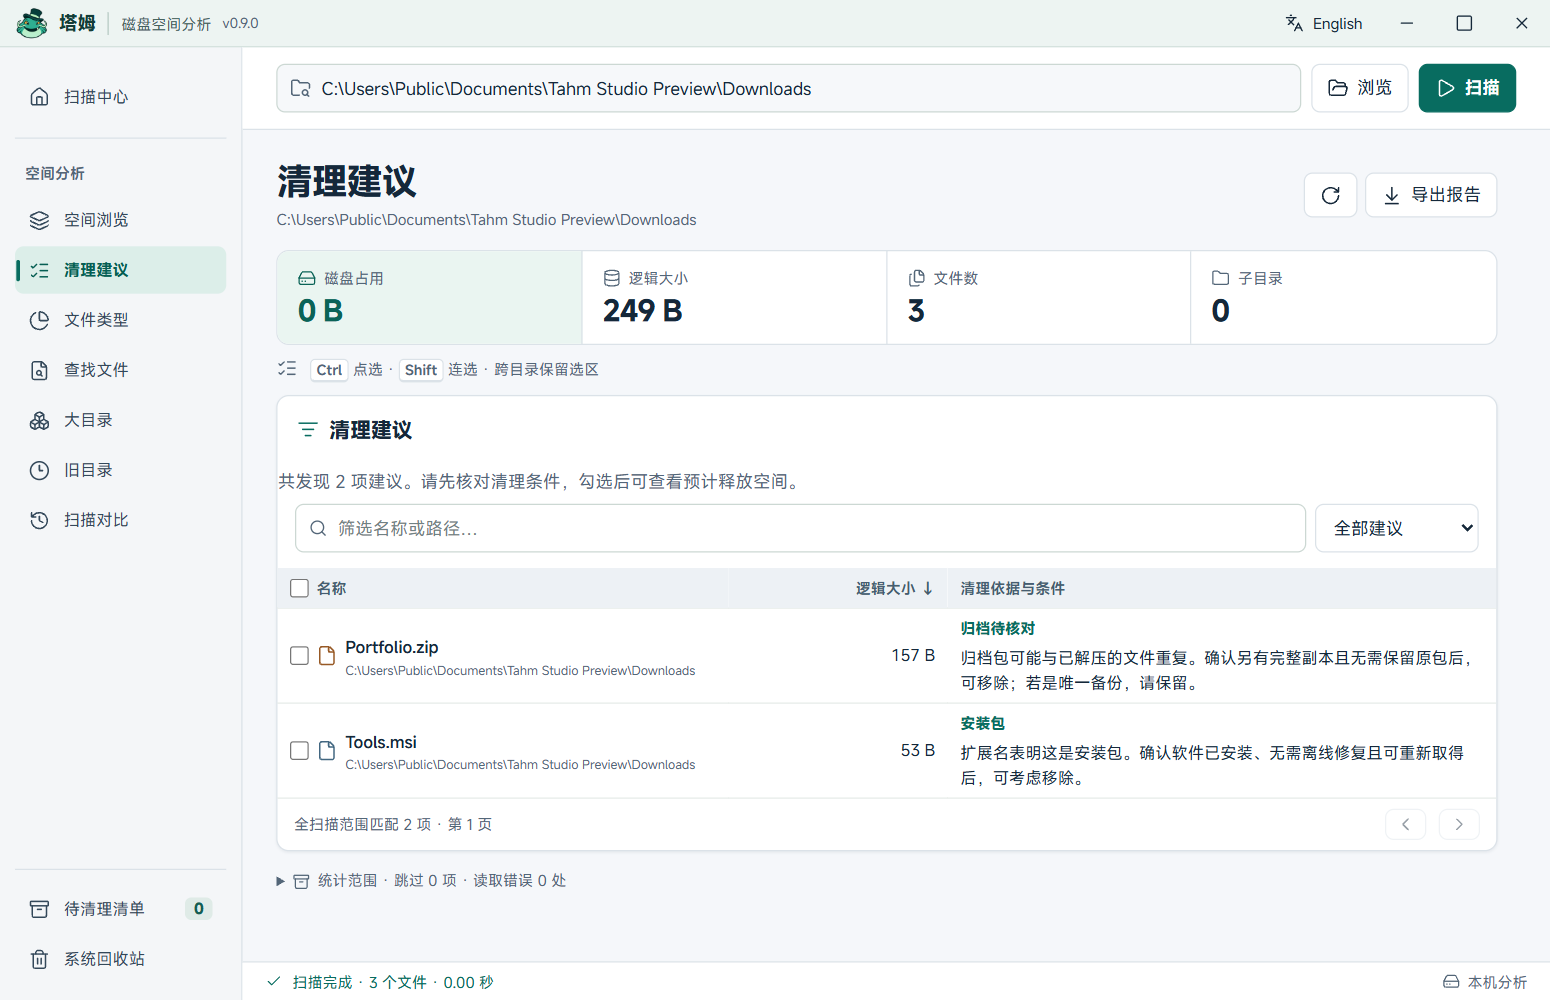 塔姆 磁盘空间分析 v0.9.0 English
扫描中心
空间分析
空间浏览
清理建议
文件类型
查找文件
大目录
旧目录
扫描对比
待清理清单 0
系统回收站
C:\Users\Public\Documents\Tahm Studio Preview\Downloads 浏览 扫描
清理建议
C:\Users\Public\Documents\Tahm Studio Preview\Downloads
导出报告
磁盘占用 逻辑大小 文件数 子目录
0 B 249 B 3 0
Ctrl 点选 · Shift 连选 · 跨目录保留选区
清理建议
共发现 2 项建议。请先核对清理条件，勾选后可查看预计释放空间。
筛选名称或路径... 全部建议
名称 逻辑大小 ↓ 清理依据与条件
Portfolio.zip
C:\Users\Public\Documents\Tahm Studio Preview\Downloads
157 B
归档待核对
归档包可能与已解压的文件重复。确认另有完整副本且无需保留原包后，
可移除；若是唯一备份，请保留。
Tools.msi
C:\Users\Public\Documents\Tahm Studio Preview\Downloads
53 B
安装包
扩展名表明这是安装包。确认软件已安装、无需离线修复且可重新取得
后，可考虑移除。
全扫描范围匹配 2 项 · 第 1 页
统计范围 · 跳过 0 项 · 读取错误 0 处
扫描完成 · 3 个文件 · 0.00 秒 本机分析